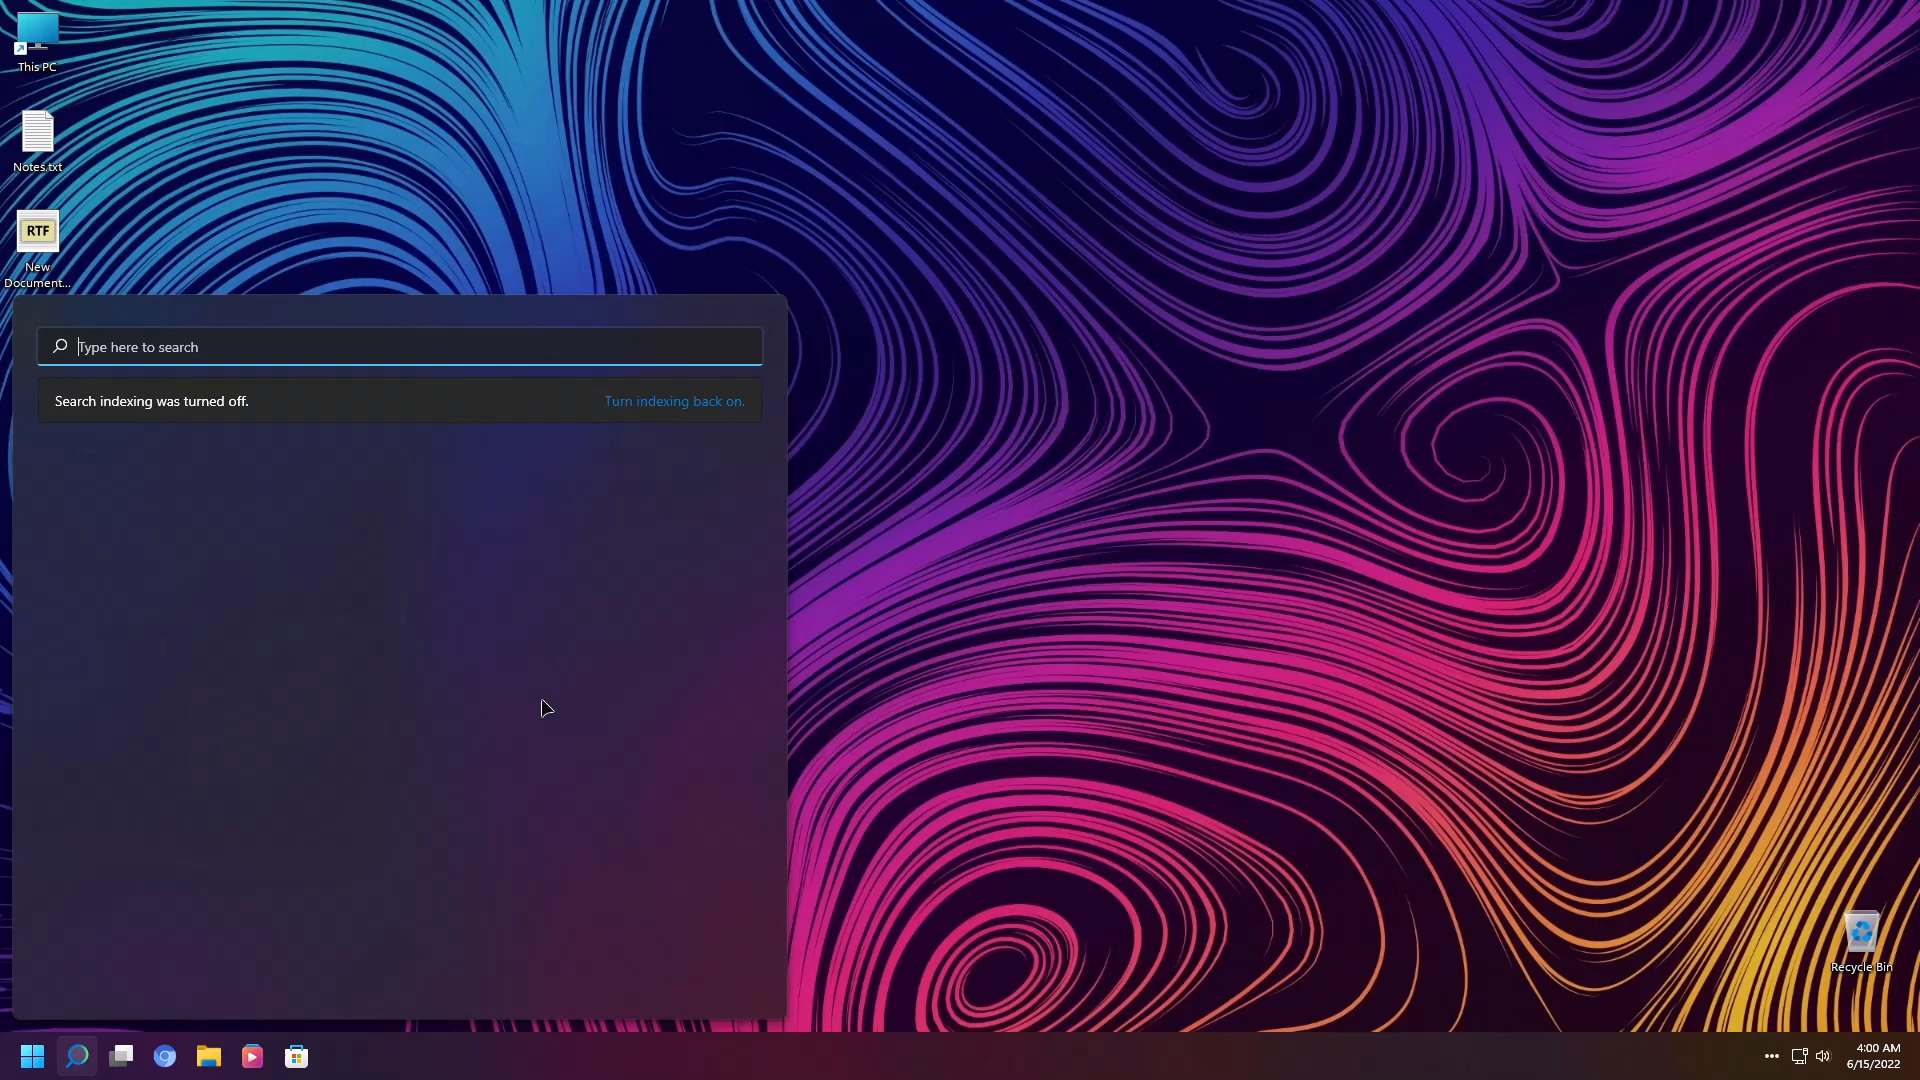 This PC
Notes.txt
RTF
New
Document...
Type here to search
Search indexing was turned off.
Turn indexing back on.
Recycle Bin
4:00 AM
6/15/2022